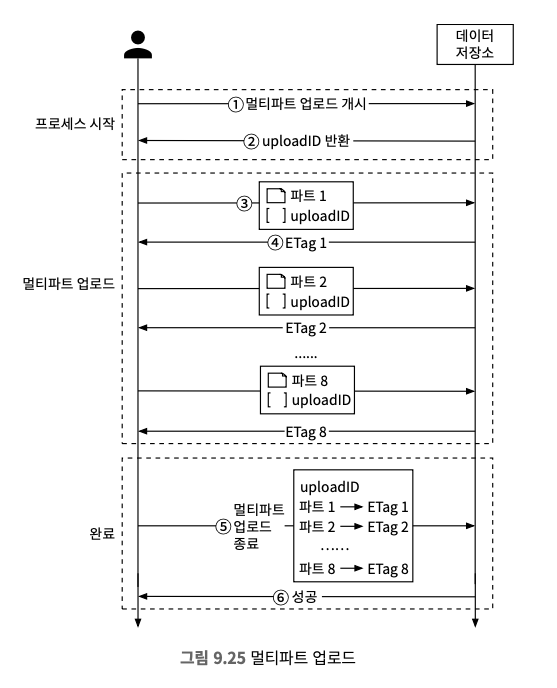 데이터
저장소
프로세스 시작
① 멀티파트 업로드 개시
② uploadID 반환
멀티파트 업로드
③
파트 1
[ ] uploadID
④ ETag 1
파트 2
[ ] uploadID
ETag 2
......
파트 8
[ ] uploadID
ETag 8
완료
⑤ 멀티파트
업로드
종료
uploadID
파트 1 → ETag 1
파트 2 → ETag 2
......
파트 8 → ETag 8
⑥ 성공
그림 9.25 멀티파트 업로드